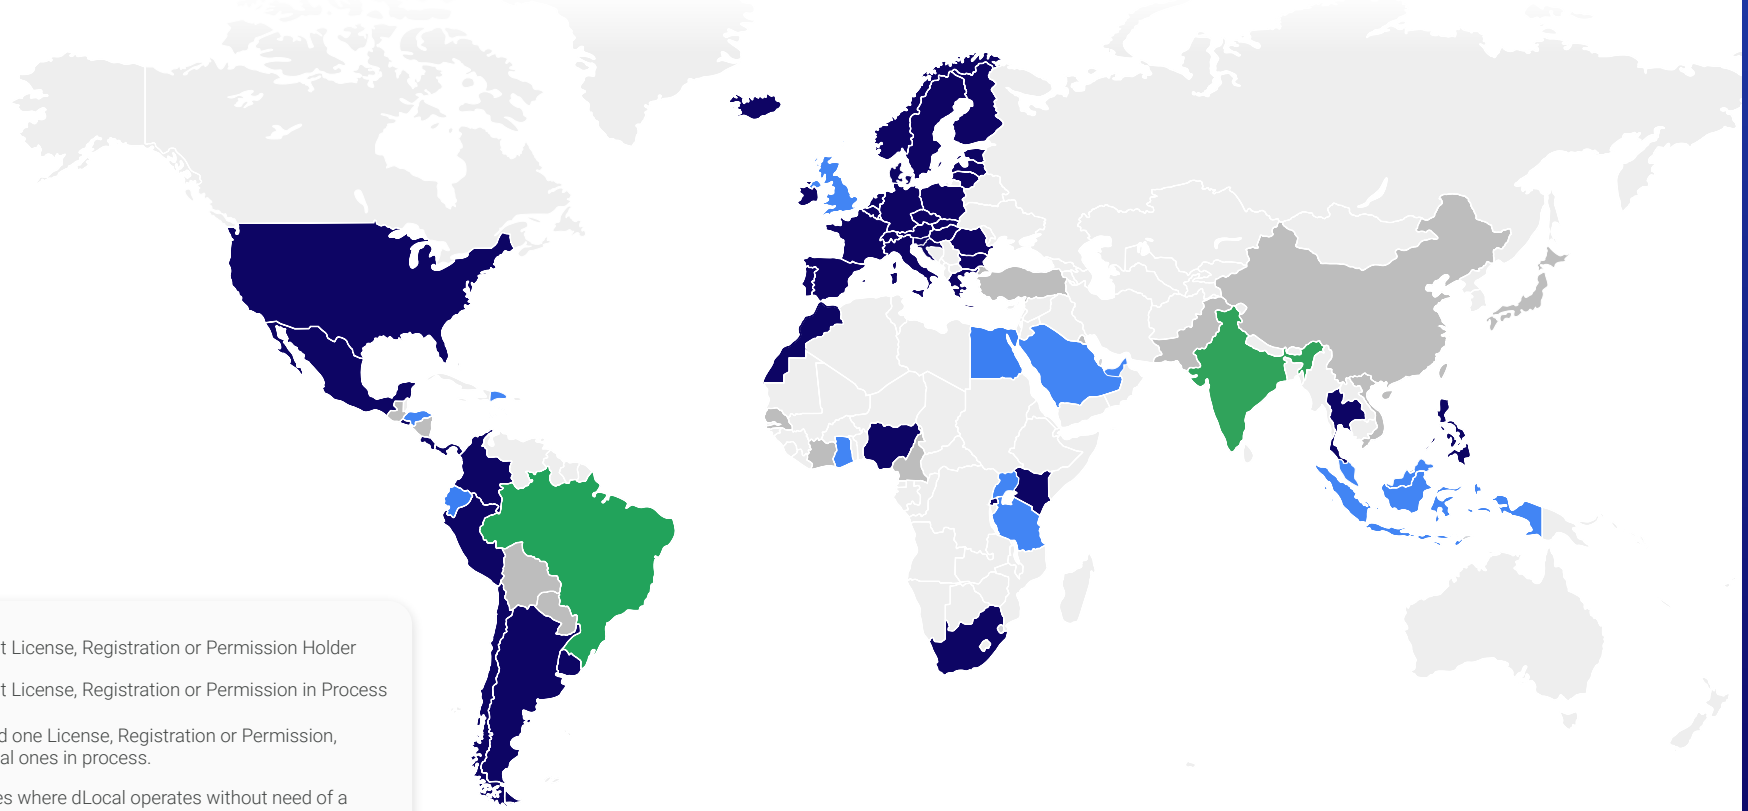 t License, Registration or Permission Holder
t License, Registration or Permission in Process
d one License, Registration or Permission,
al ones in process.
es where dLocal operates without need of a